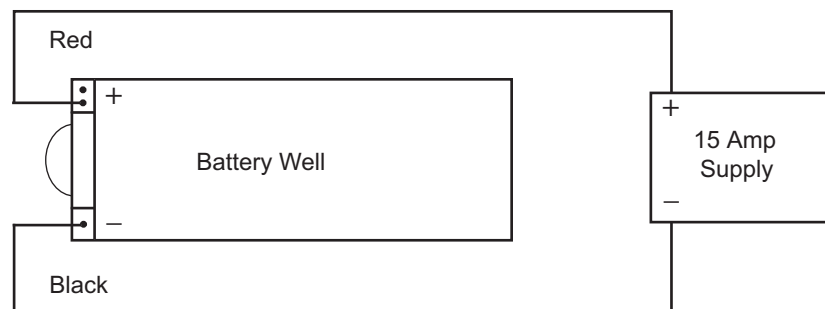 Red
+
+
Battery Well
15 Amp
Supply
−
−
Black